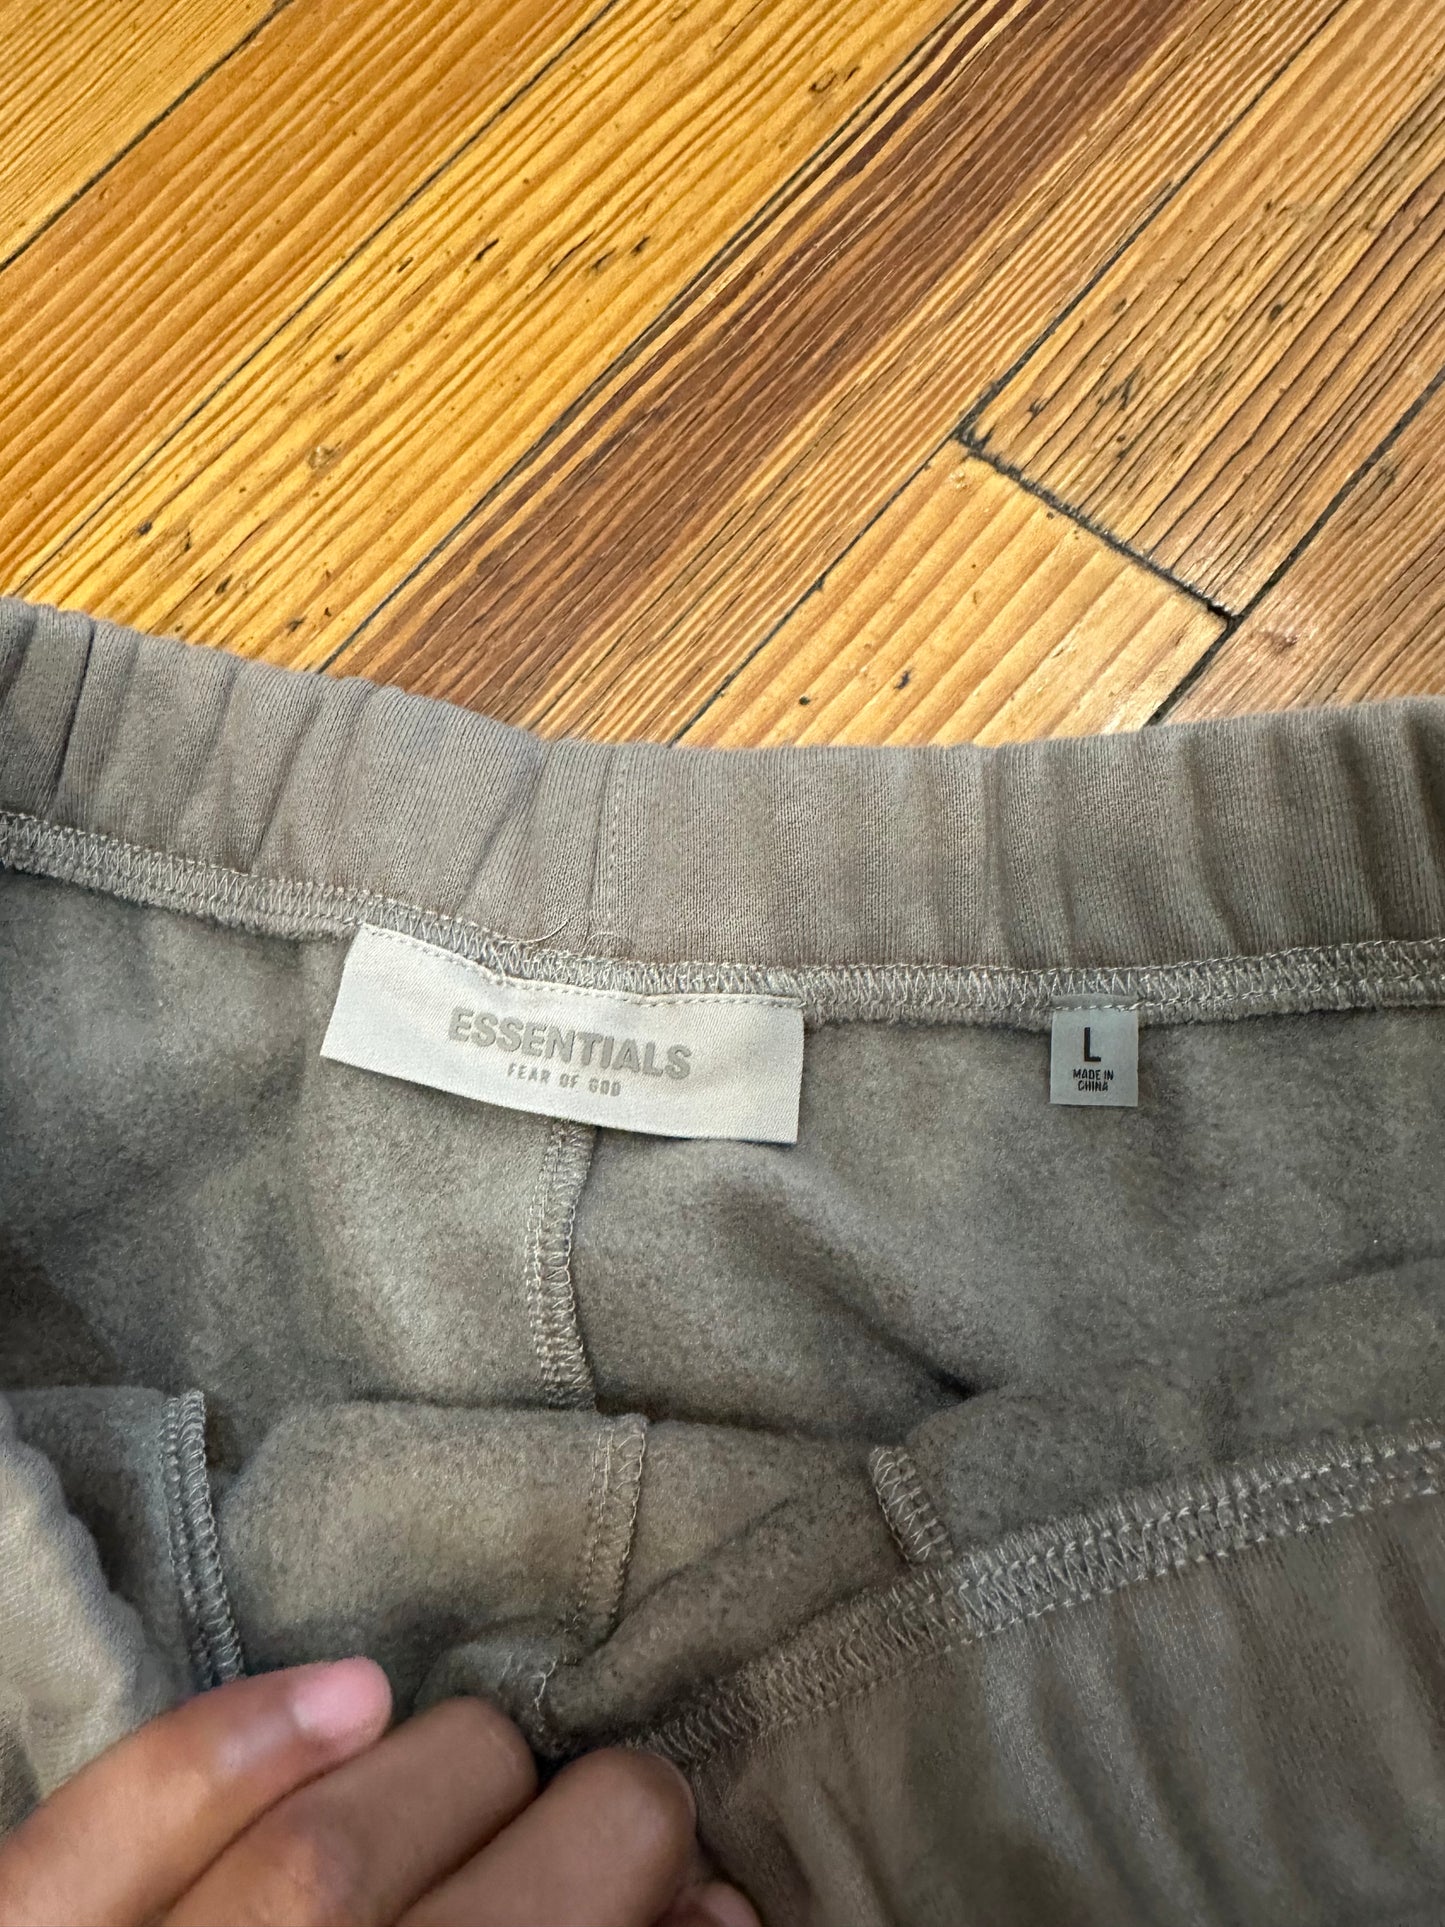 ESSENTIALS
FEAR OF GOD
L
MADE IN
CHINA